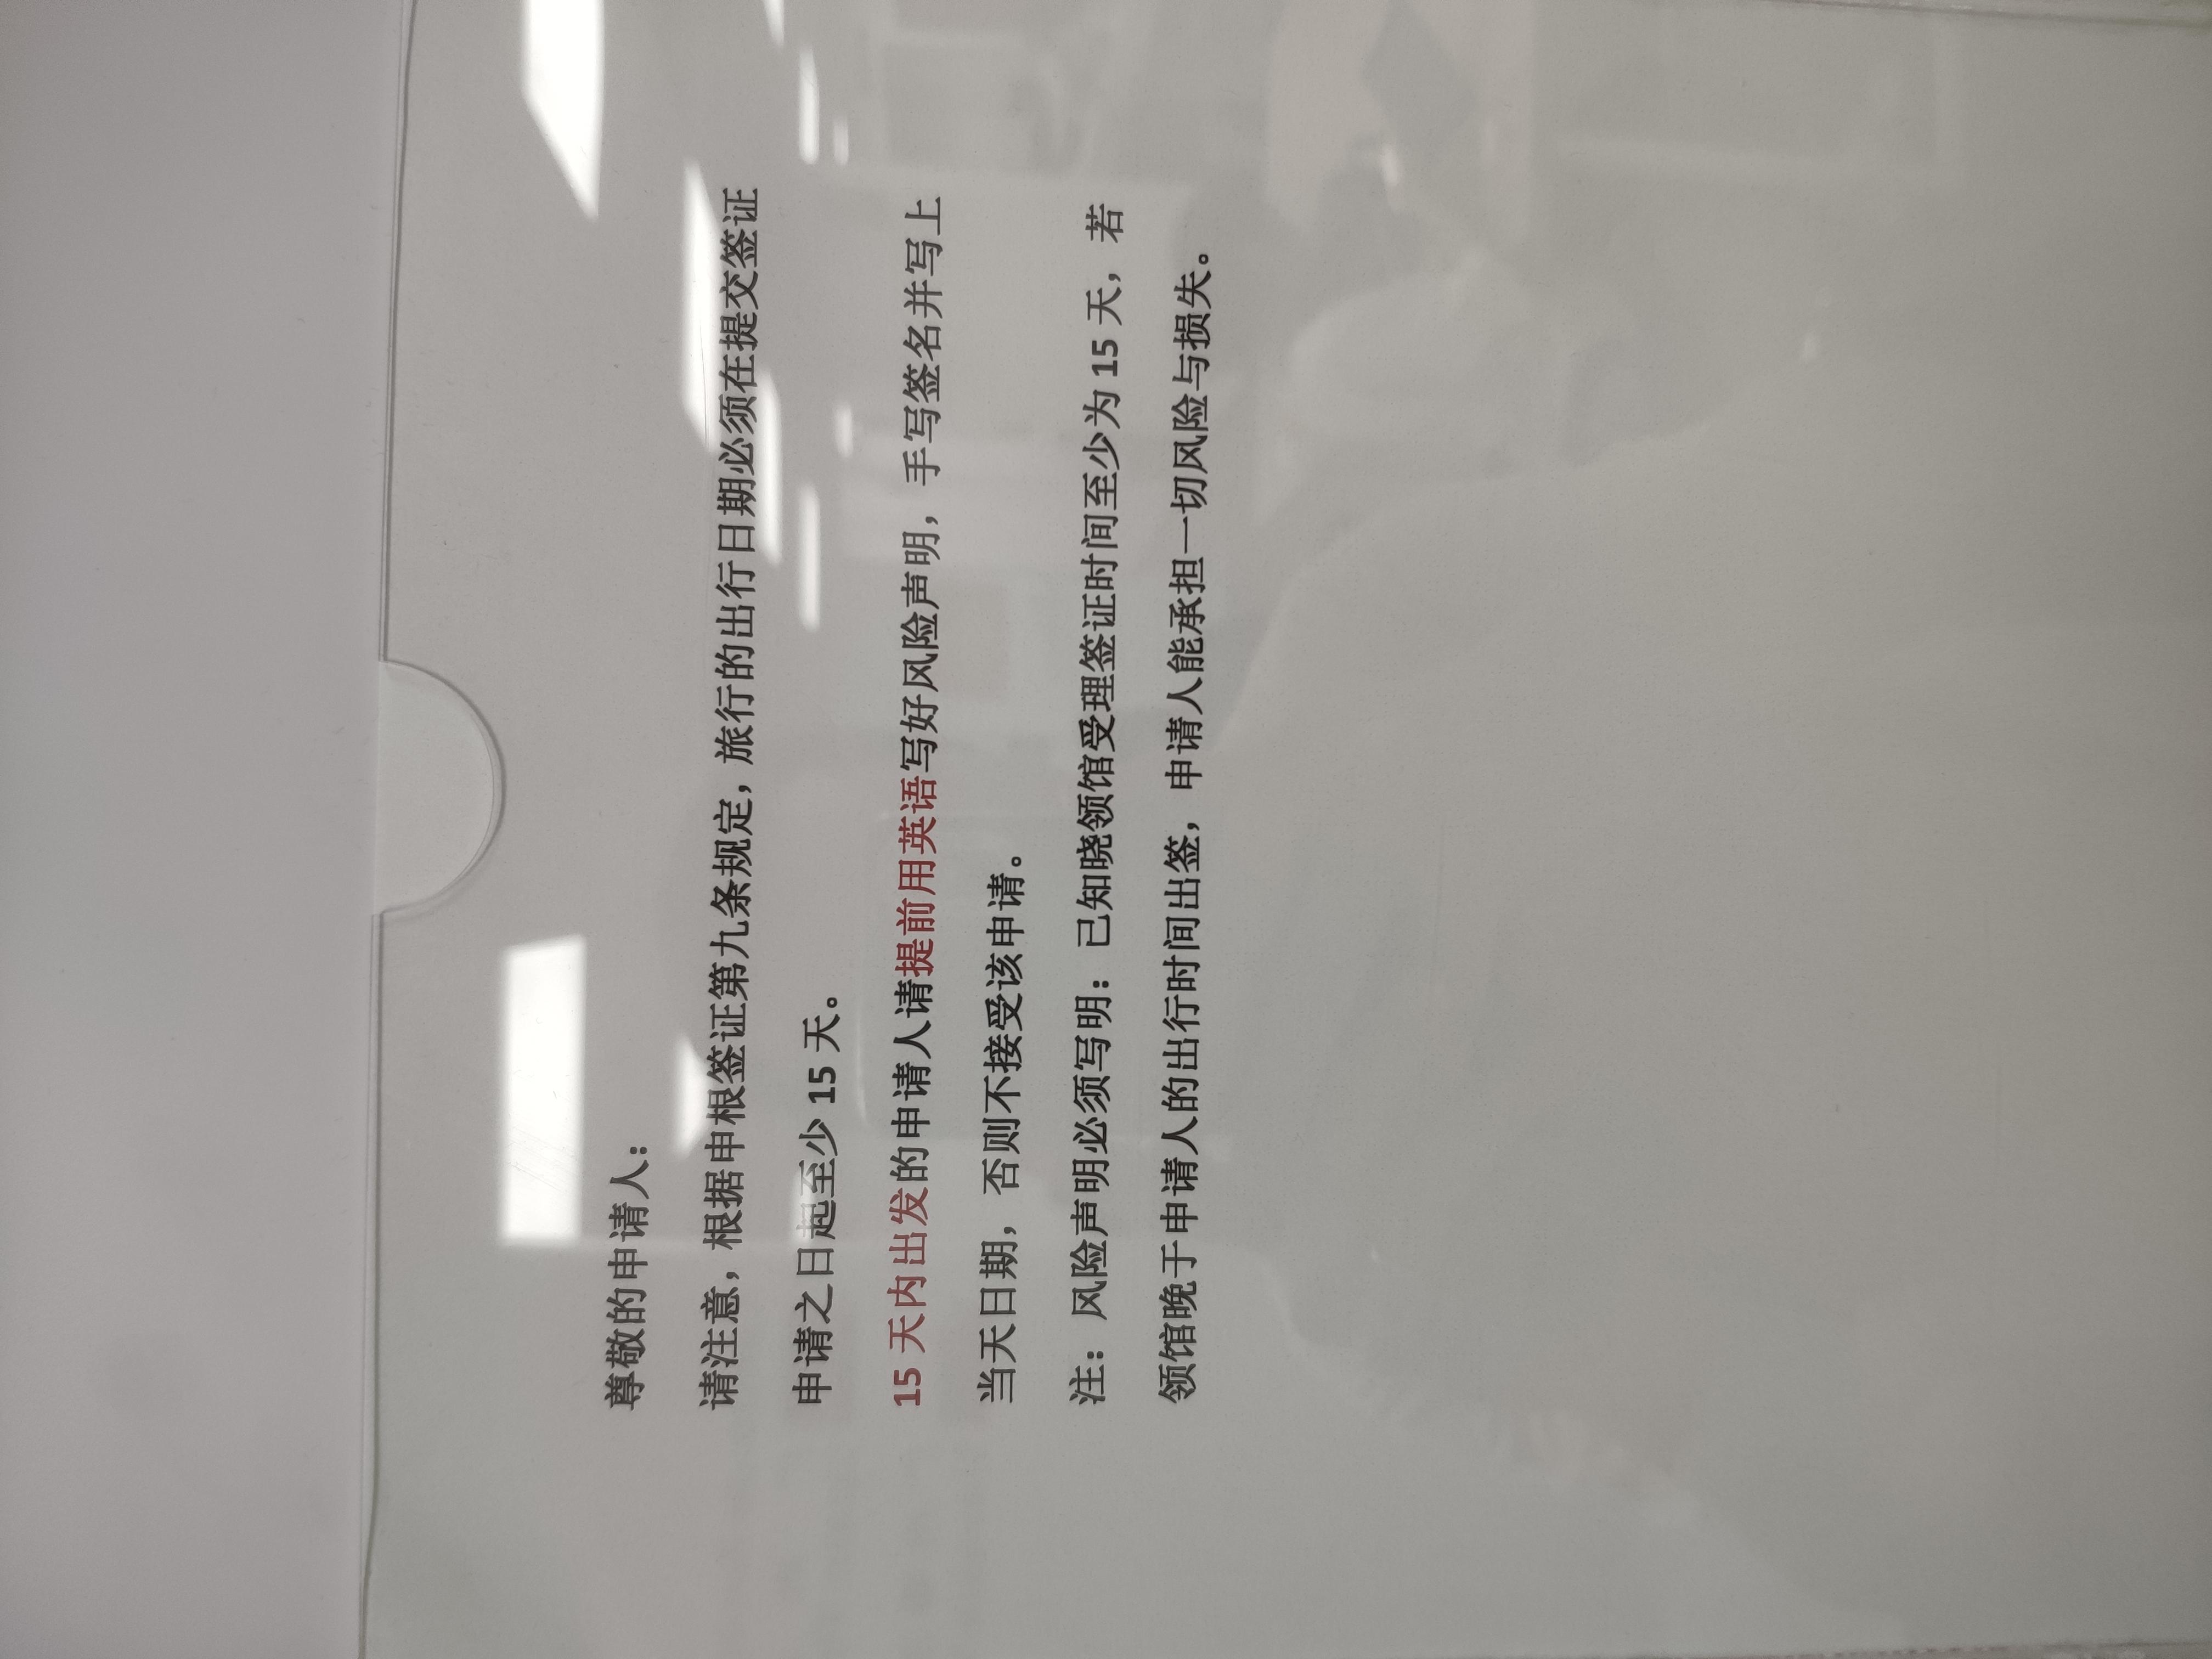 尊敬的申请人：
请注意，根据申根签证第九条规定，旅行的出行日期必须在提交签证
申请之日起至少 15 天。
15 天内出发的申请人请提前用英语写好风险声明，手写签名并写上
当天日期，否则不接受该申请。
注：风险声明必须写明：已知晓领馆受理签证时间至少为 15 天，若
领馆晚于申请人的出行时间出签，申请人能承担一切风险与损失。